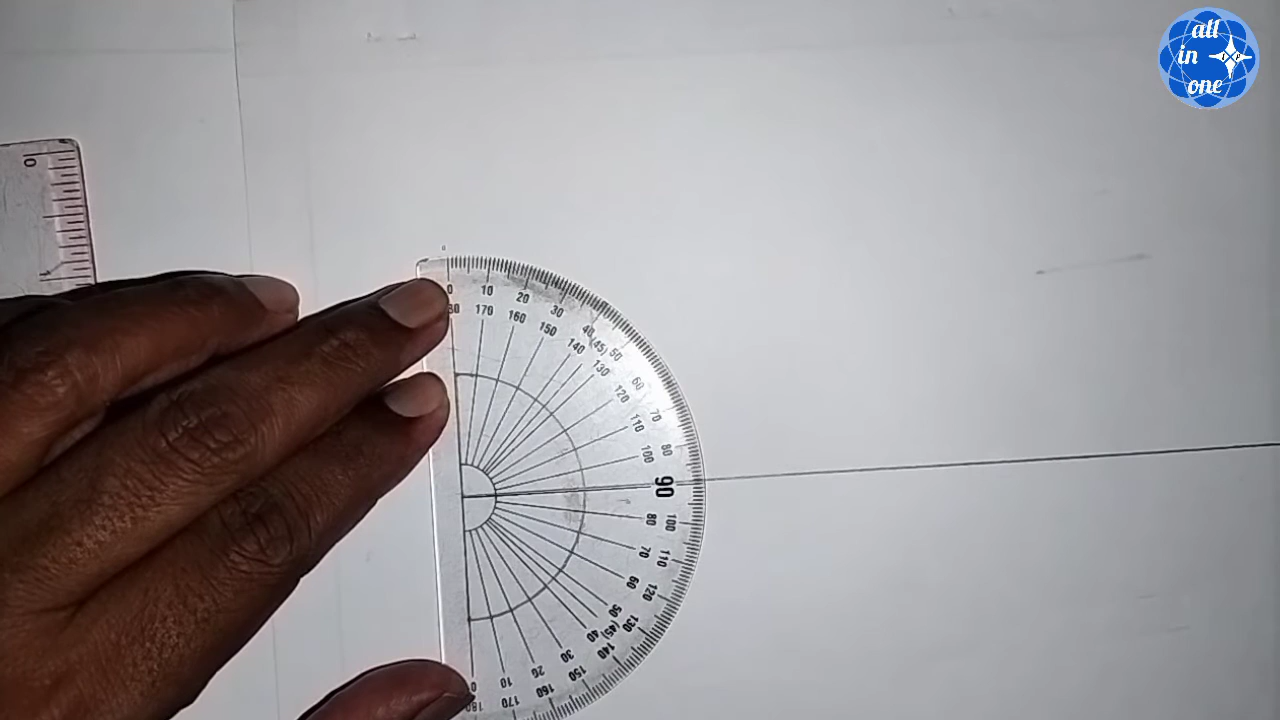 all
in
one
0
0 10 20 30 40 (45) 50 60 70 80 90 100 110 120 130 (45) 140 150 160 170 180
170 160 150 140 130 120 110 100 80 70 60 50 40 30 20 10 0